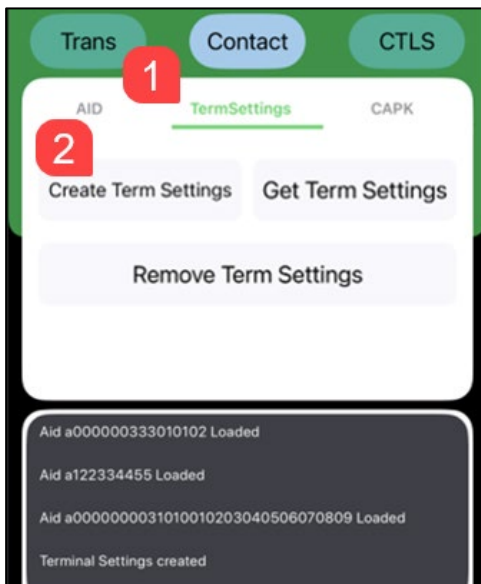 Trans Contact CTLS
1
AID TermSettings CAPK
2
Create Term Settings Get Term Settings
Remove Term Settings
Aid a000000333010102 Loaded
Aid a122334455 Loaded
Aid a0000000031010010203040506070809 Loaded
Terminal Settings created